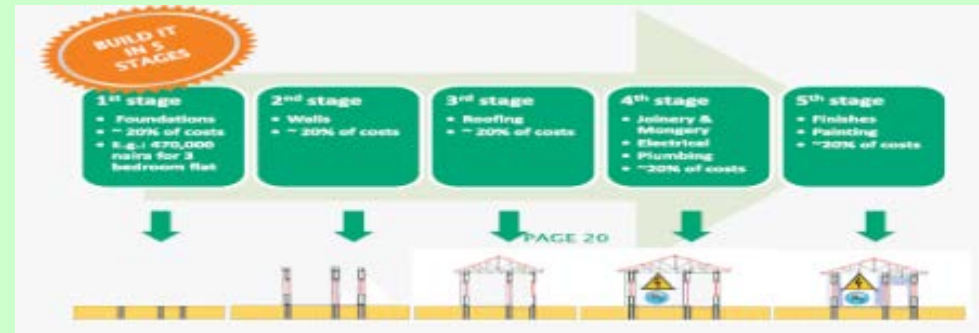 BUILD IT
IN 5
STAGES
1st stage
• Foundations
• ~ 20% of costs
• E.g.: 470,000
naira for 3
bedroom flat
2nd stage
• Walls
• ~ 20% of costs
3rd stage
• Roofing
• ~ 20% of costs
4th stage
• Joinery &
Mongery
• Electrical
• Plumbing
• ~20% of costs
5th stage
• Finishes
• Painting
• ~20% of costs
PAGE 20